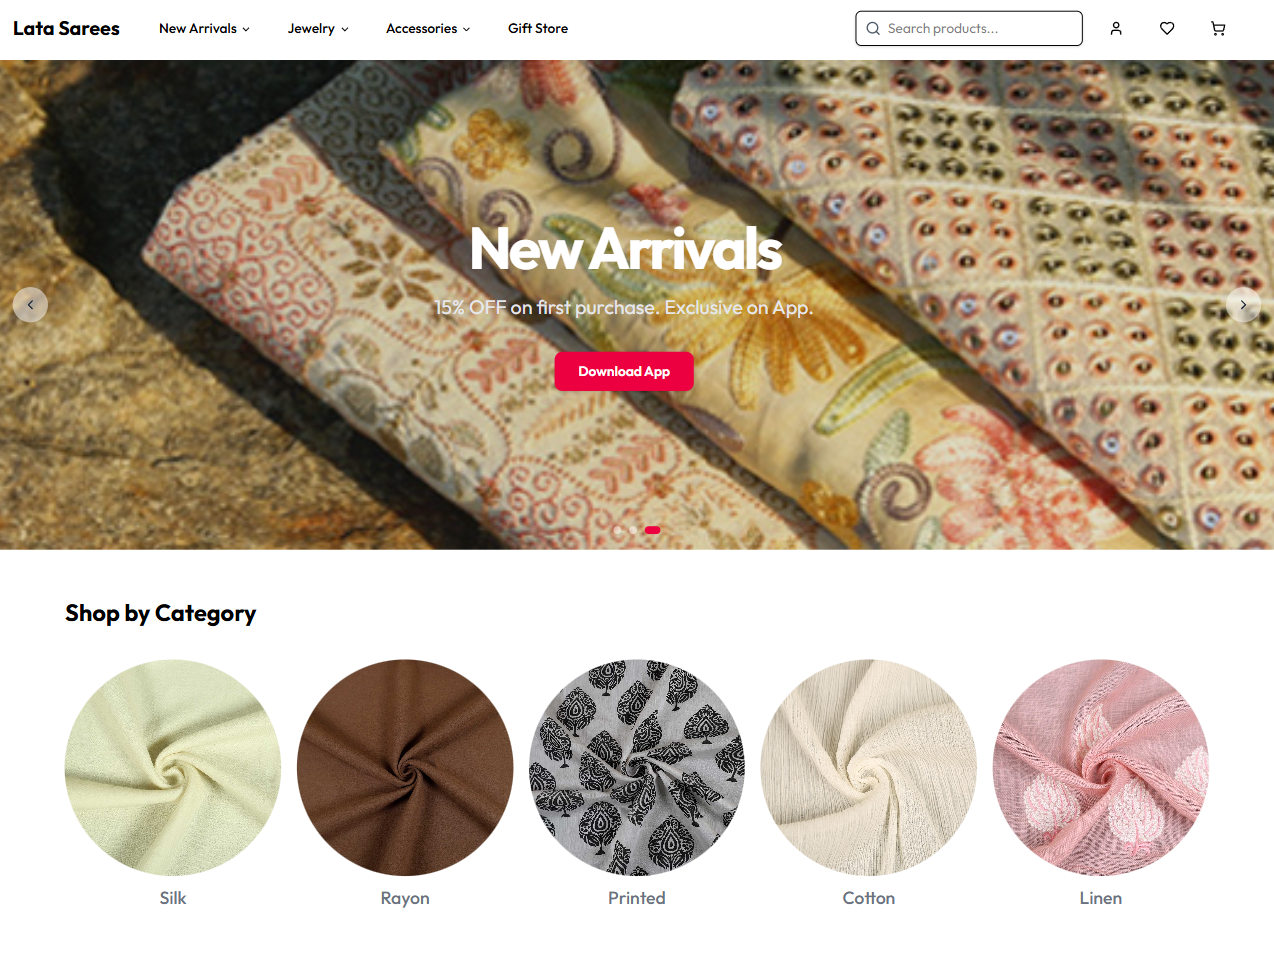 Lata Sarees
New Arrivals
Jewelry
Accessories
Gift Store
Search products...
New Arrivals
15% OFF on first purchase. Exclusive on App.
Download App
Shop by Category
Silk
Rayon
Printed
Cotton
Linen